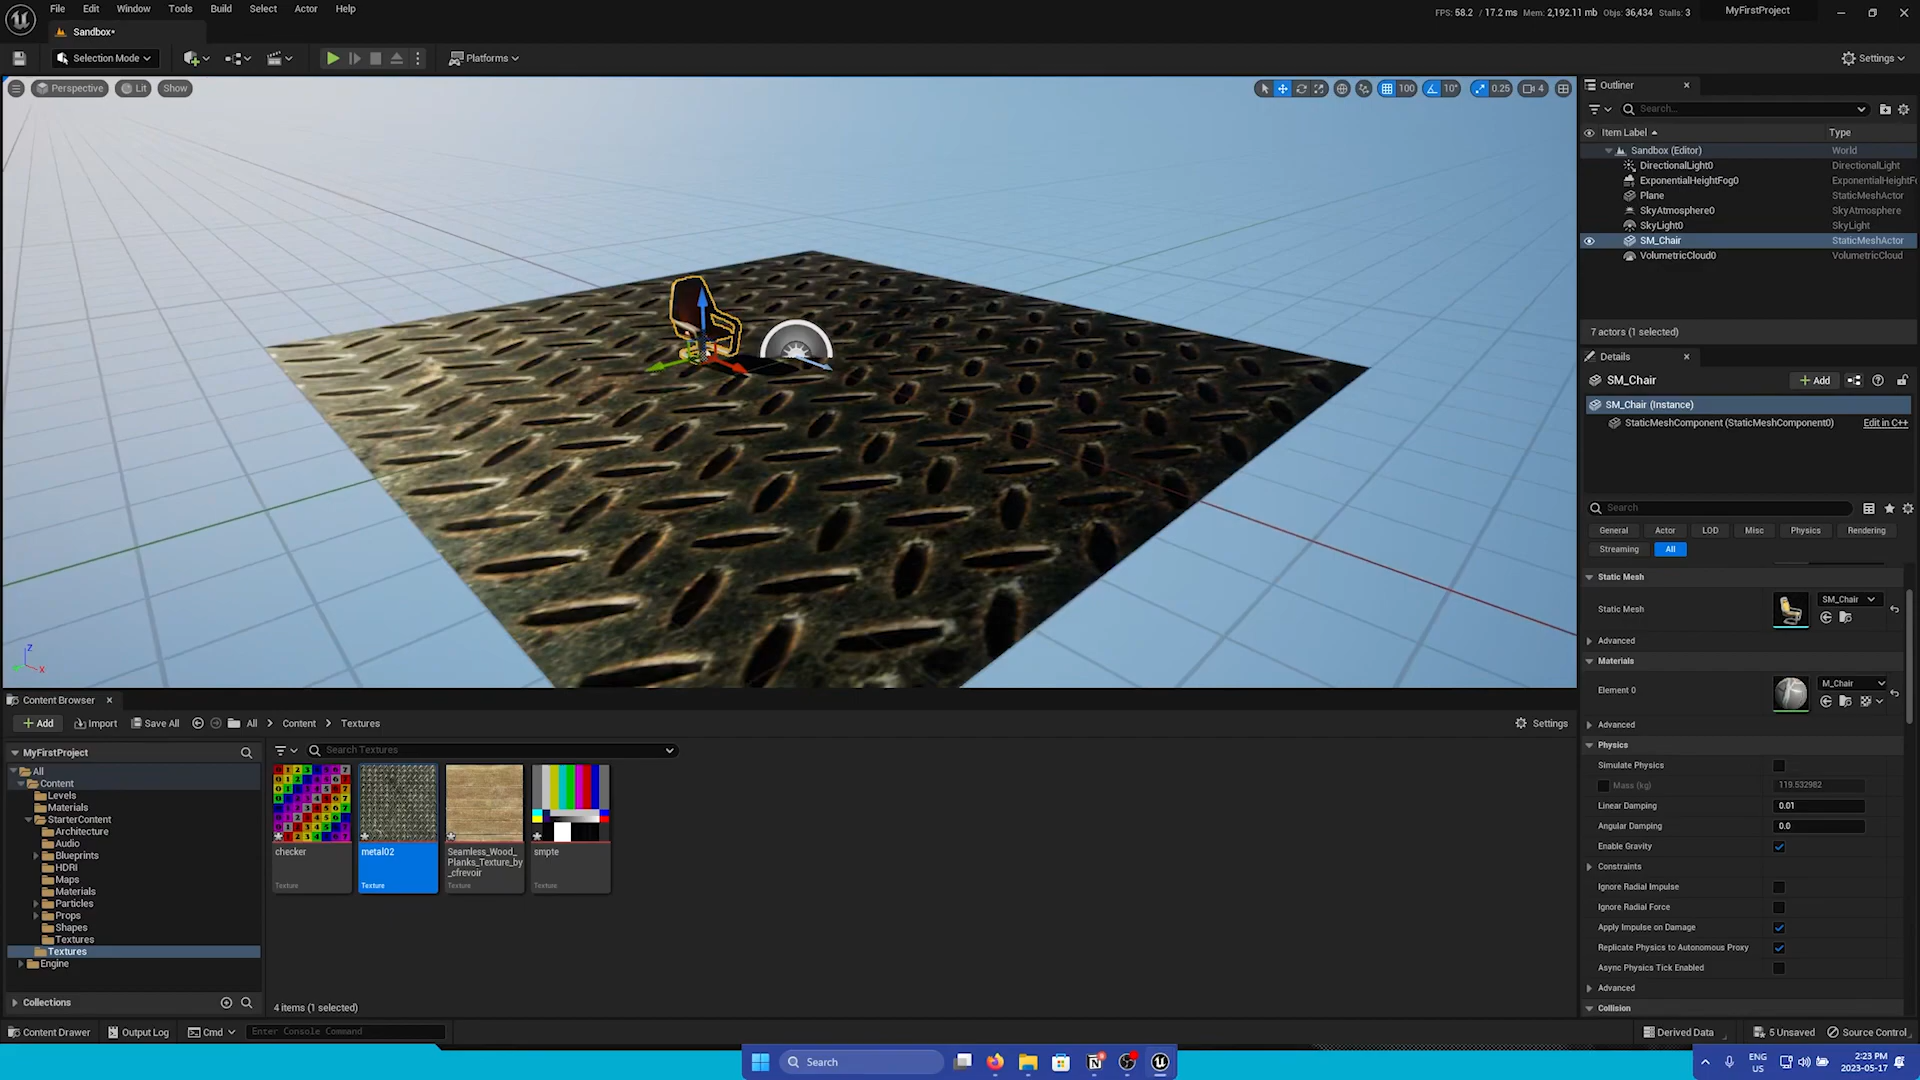 File Edit Window Tools Build Select Actor Help
FPS: 58.2 / 17.2 ms Mem: 2,192.11 mb Objs: 36,434 Stalls: 3
MyFirstProject
Sandbox•
Selection Mode
Platforms
Settings
Perspective
Lit
Show
100
10°
0.25
4
Z
X
Outliner
Search...
Item Label
Type
Sandbox (Editor) World
DirectionalLight0 DirectionalLight
ExponentialHeightFog0 ExponentialHeightF
Plane StaticMeshActor
SkyAtmosphere0 SkyAtmosphere
SkyLight0 SkyLight
SM_Chair StaticMeshActor
VolumetricCloud0 VolumetricCloud
7 actors (1 selected)
Details
SM_Chair
+ Add
SM_Chair (Instance)
StaticMeshComponent (StaticMeshComponent0) Edit in C++
Search
General Actor LOD Misc Physics Rendering
Streaming All
Static Mesh
Static Mesh
SM_Chair
Advanced
Materials
Element 0
M_Chair
Advanced
Physics
Simulate Physics
Mass (kg) 119.532982
Linear Damping 0.01
Angular Damping 0.0
Enable Gravity
Constraints
Ignore Radial Impulse
Ignore Radial Force
Apply Impulse on Damage
Replicate Physics to Autonomous Proxy
Async Physics Tick Enabled
Advanced
Collision
Content Browser
+ Add Import Save All All > Content > Textures
Settings
MyFirstProject
All
Content
Levels
Materials
StarterContent
Architecture
Audio
Blueprints
HDRI
Maps
Materials
Particles
Props
Shapes
Textures
Textures
Engine
Collections
Search Textures
checker
Texture
metal02
Texture
Seamless_Wood_
Planks_Texture_by
_cfrevoir
Texture
smpte
Texture
4 items (1 selected)
Content Drawer Output Log Cmd Enter Console Command
Derived Data 5 Unsaved Source Control
Search
ENG
US
2:23 PM
2023-05-17